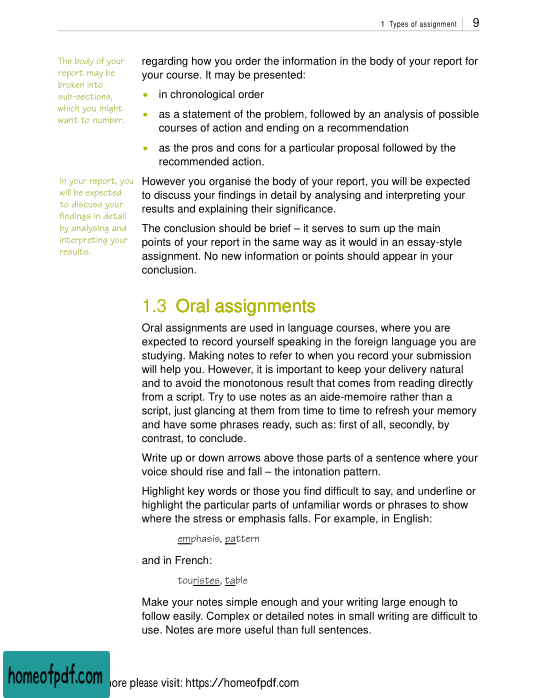 1 Types of assignment 9
The body of your
report may be
broken into
sub-sections,
which you might
want to number.
regarding how you order the information in the body of your report for
your course. It may be presented:
• in chronological order
• as a statement of the problem, followed by an analysis of possible
courses of action and ending on a recommendation
• as the pros and cons for a particular proposal followed by the
recommended action.
In your report, you
will be expected
to discuss your
findings in detail
by analysing and
interpreting your
results.
However you organise the body of your report, you will be expected
to discuss your findings in detail by analysing and interpreting your
results and explaining their significance.
The conclusion should be brief – it serves to sum up the main
points of your report in the same way as it would in an essay-style
assignment. No new information or points should appear in your
conclusion.
1.3 Oral assignments
Oral assignments are used in language courses, where you are
expected to record yourself speaking in the foreign language you are
studying. Making notes to refer to when you record your submission
will help you. However, it is important to keep your delivery natural
and to avoid the monotonous result that comes from reading directly
from a script. Try to use notes as an aide-memoire rather than a
script, just glancing at them from time to time to refresh your memory
and have some phrases ready, such as: first of all, secondly, by
contrast, to conclude.
Write up or down arrows above those parts of a sentence where your
voice should rise and fall – the intonation pattern.
Highlight key words or those you find difficult to say, and underline or
highlight the particular parts of unfamiliar words or phrases to show
where the stress or emphasis falls. For example, in English:
emphasis, pattern
and in French:
touristes, table
Make your notes simple enough and your writing large enough to
follow easily. Complex or detailed notes in small writing are difficult to
use. Notes are more useful than full sentences.
homeofpdf.com
please visit: https://homeofpdf.com